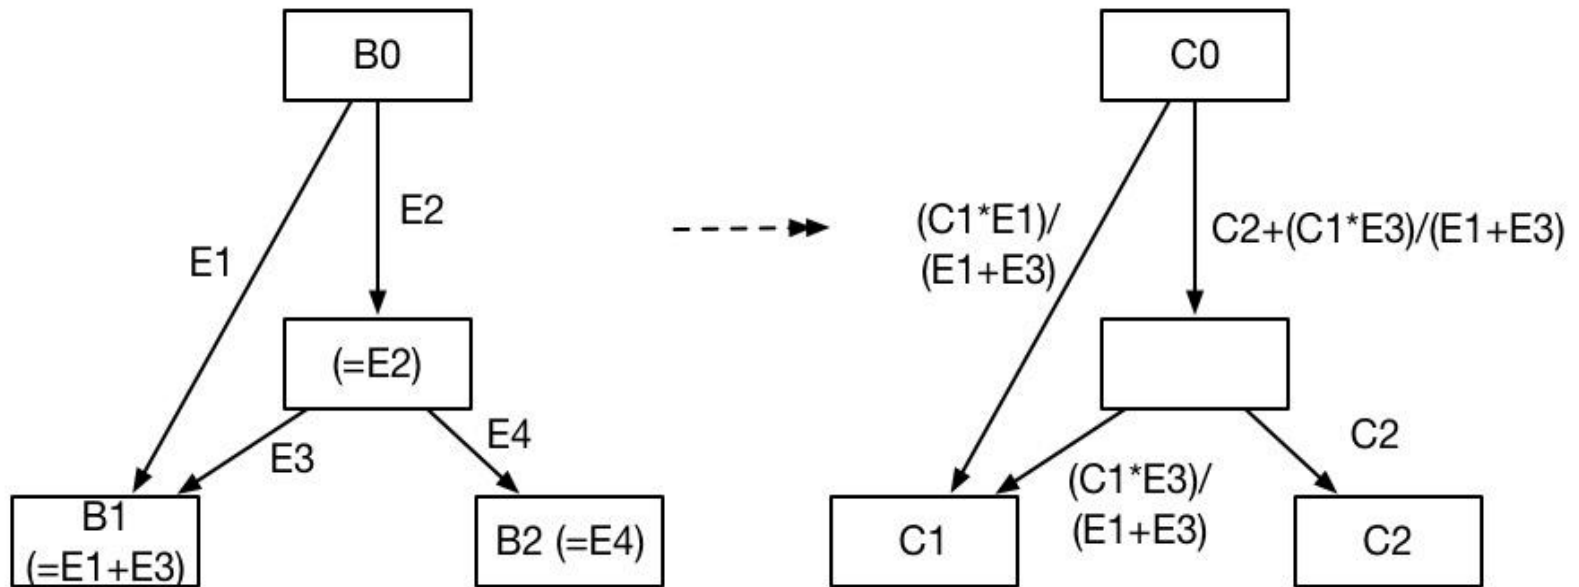 B0
E1
E2
(=E2)
E3
E4
B1
(=E1+E3)
B2 (=E4)
C0
(C1*E1)/
(E1+E3)
C2+(C1*E3)/(E1+E3)
(C1*E3)/
(E1+E3)
C2
C1
C2